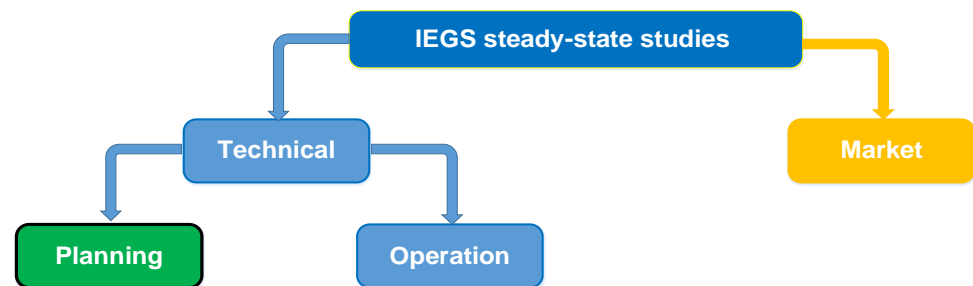 IEGS steady-state studies
Technical
Market
Planning
Operation